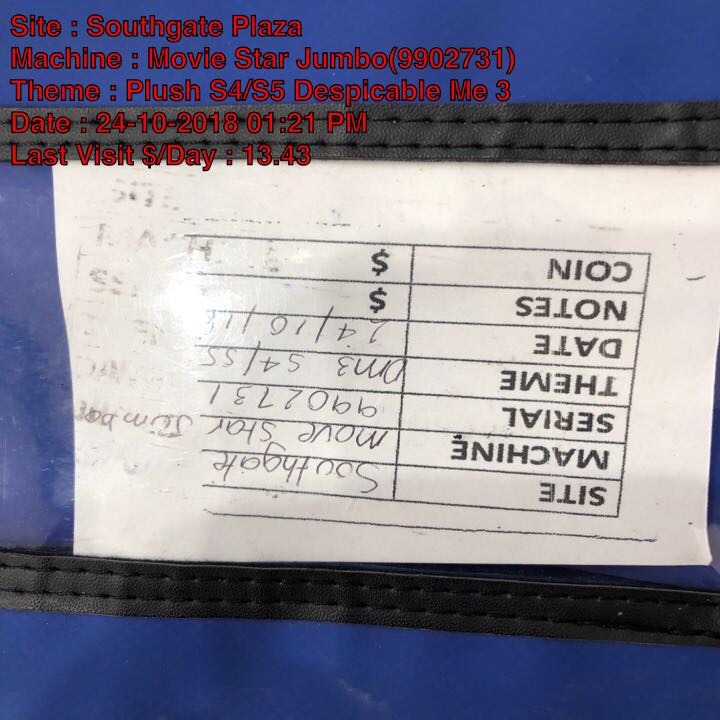 Site : Southgate Plaza
Machine : Movie Star Jumbo(9902731)
Theme : Plush S4/S5 Despicable Me 3
Date : 24-10-2018 01:21 PM
Last Visit $/Day : 13.43
SITE Southgate
MACHINE Move Star
SERIAL 9902731
THEME DM3 S4/S5
DATE 24/10/18
NOTES $
COIN $